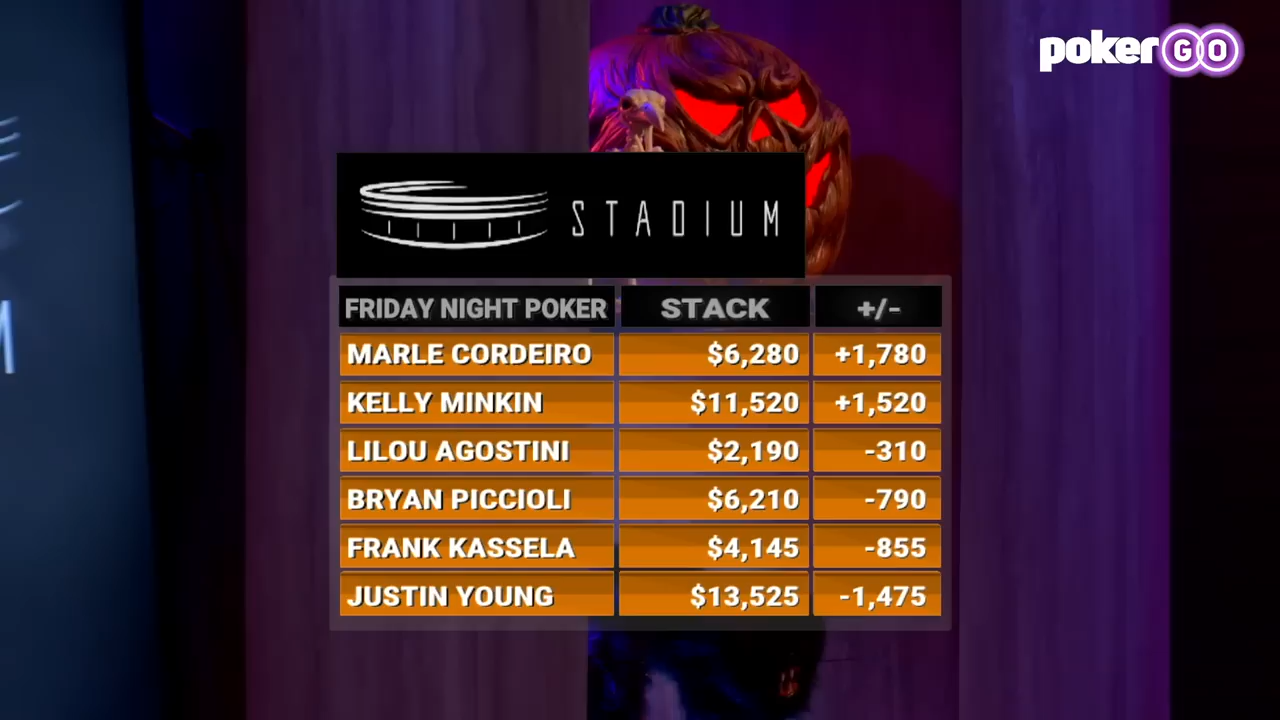 poker GO
STADIUM
FRIDAY NIGHT POKER STACK +/-
MARLE CORDEIRO $6,280 +1,780
KELLY MINKIN $11,520 +1,520
LILOU AGOSTINI $2,190 -310
BRYAN PICCIOLI $6,210 -790
FRANK KASSELA $4,145 -855
JUSTIN YOUNG $13,525 -1,475